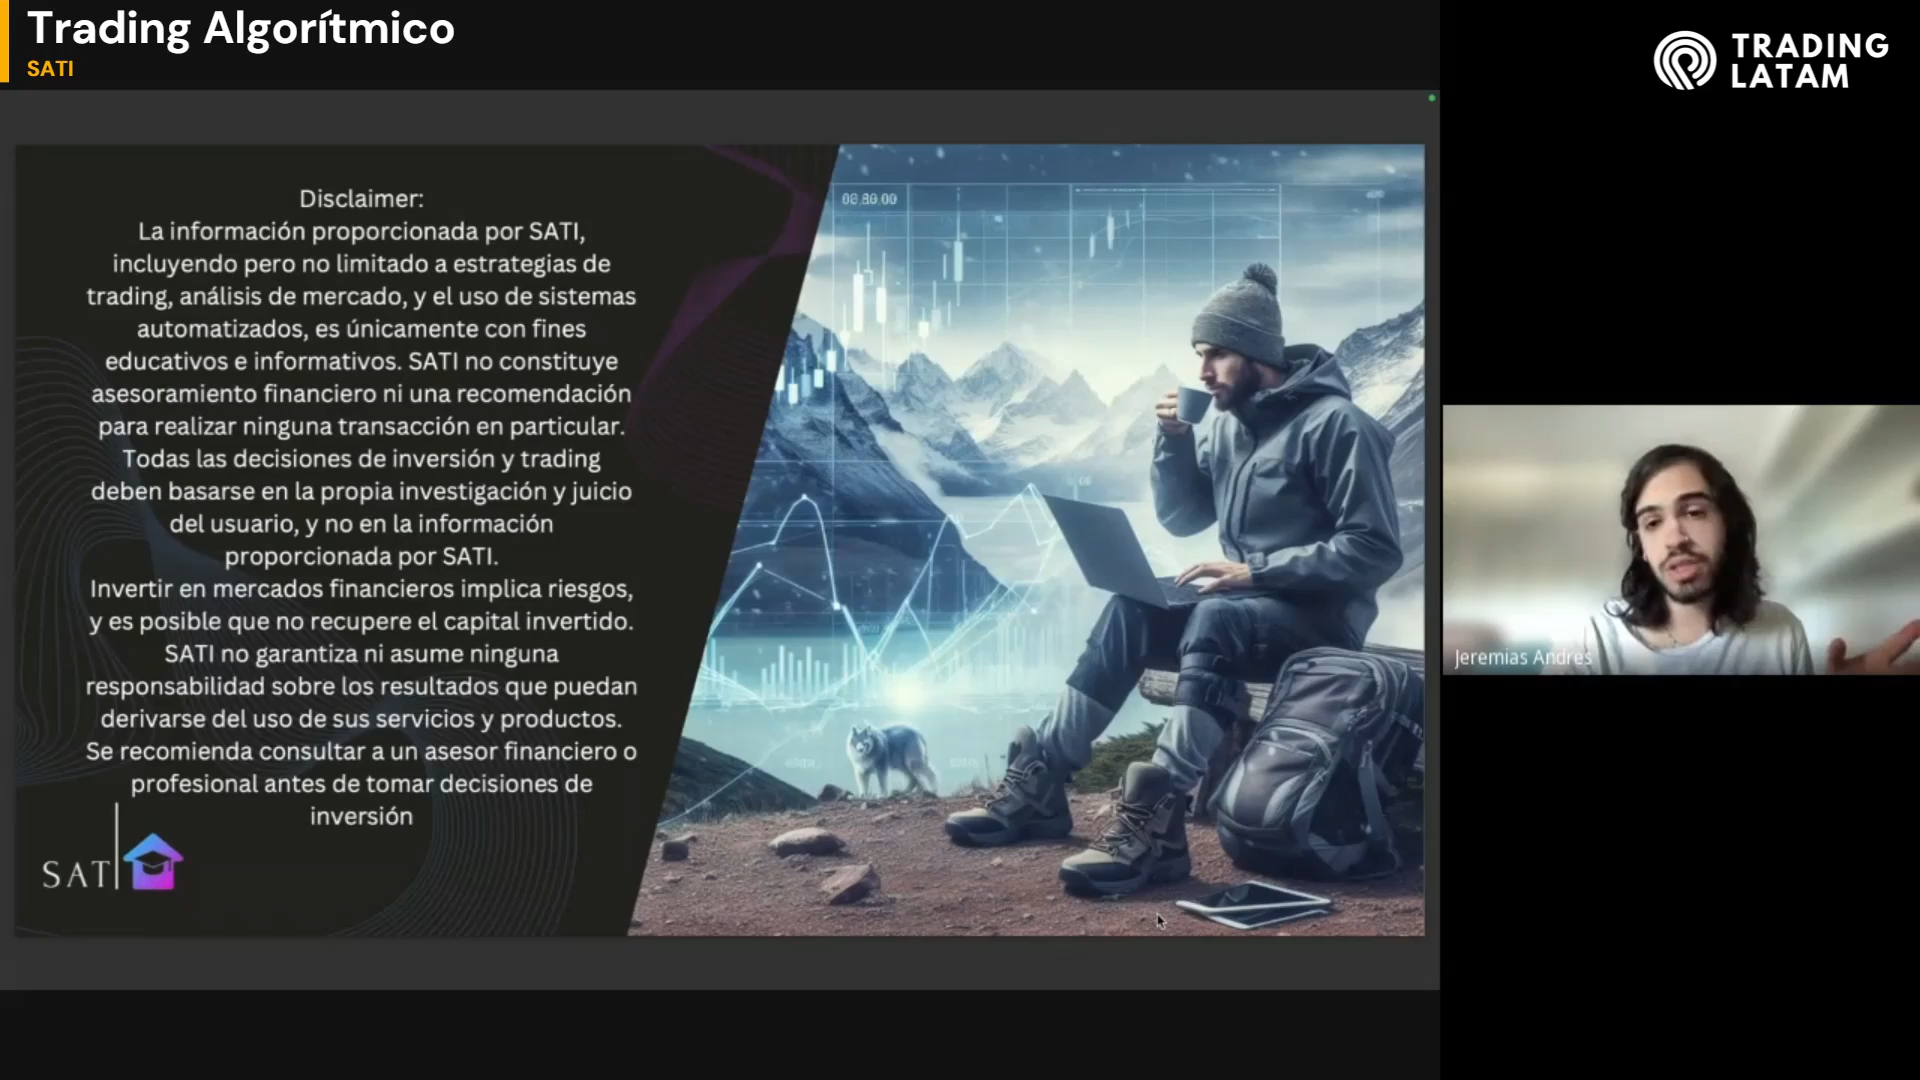 Trading Algorítmico
SATI
TRADING
LATAM
Disclaimer:
La información proporcionada por SATI,
incluyendo pero no limitado a estrategias de
trading, análisis de mercado, y el uso de sistemas
automatizados, es únicamente con fines
educativos e informativos. SATI no constituye
asesoramiento financiero ni una recomendación
para realizar ninguna transacción en particular.
Todas las decisiones de inversión y trading
deben basarse en la propia investigación y juicio
del usuario, y no en la información
proporcionada por SATI.
Invertir en mercados financieros implica riesgos,
y es posible que no recupere el capital invertido.
SATI no garantiza ni asume ninguna
responsabilidad sobre los resultados que puedan
derivarse del uso de sus servicios y productos.
Se recomienda consultar a un asesor financiero o
profesional antes de tomar decisiones de
inversión
SATI
Jeremias Andres